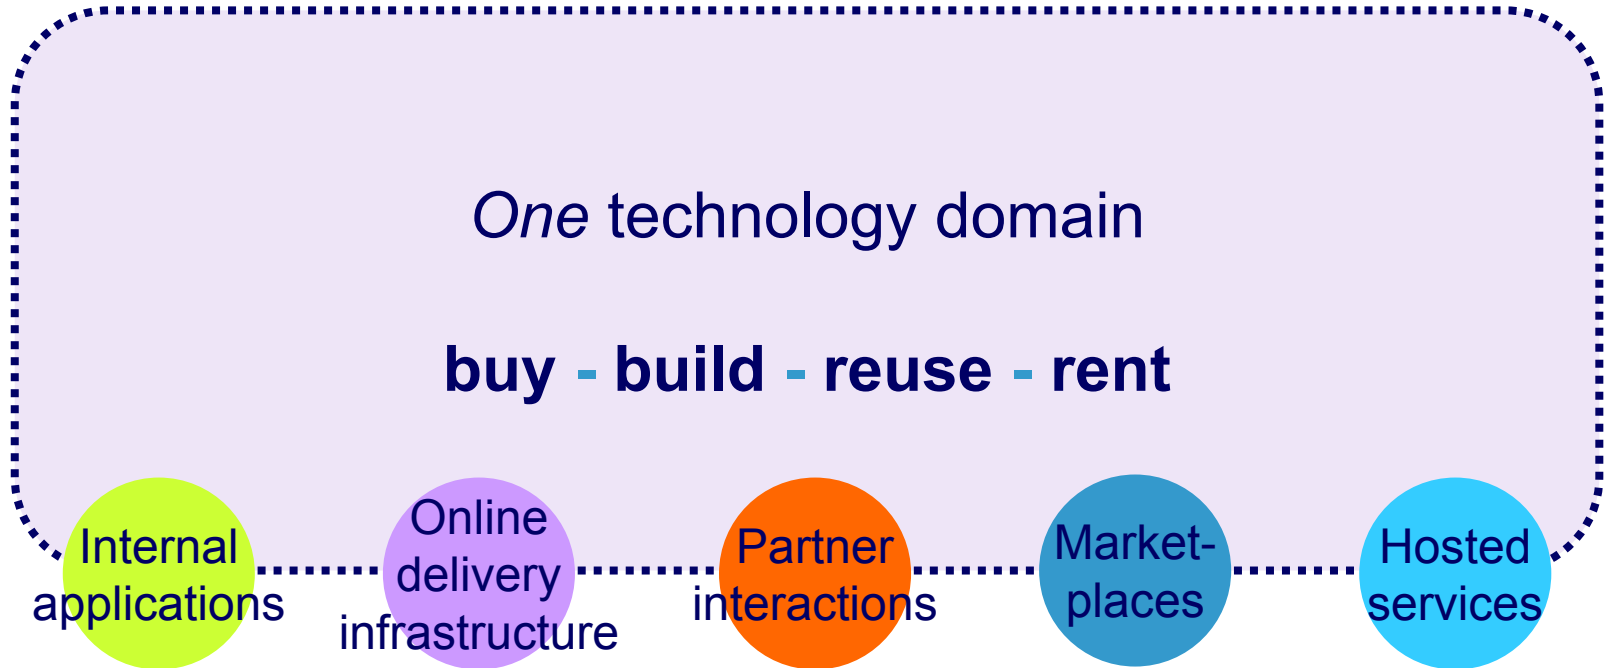 One technology domain
buy - build - reuse - rent
Internal
applications
Online
delivery
infrastructure
Partner
interactions
Market-
places
Hosted
services